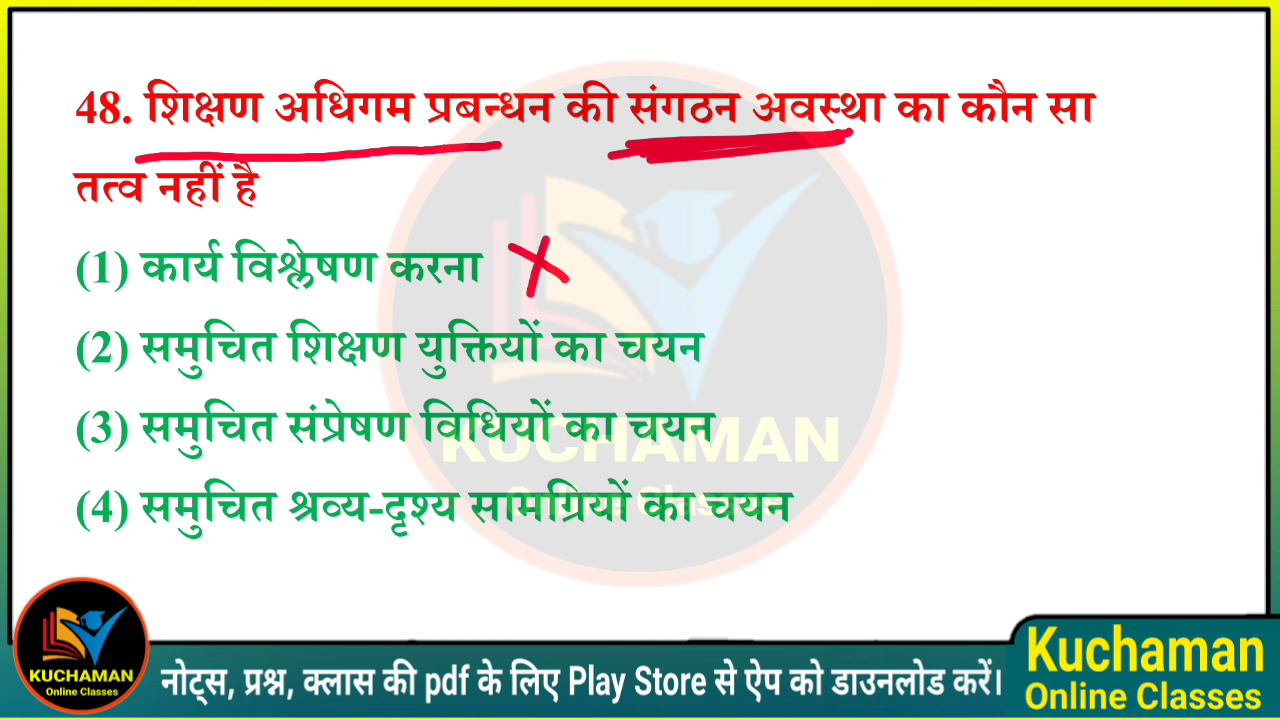 48. शिक्षण अधिगम प्रबन्धन की संगठन अवस्था का कौन सा
तत्व नहीं है
(1) कार्य विश्लेषण करना
(2) समुचित शिक्षण युक्तियों का चयन
(3) समुचित संप्रेषण विधियों का चयन
(4) समुचित श्रव्य-दृश्य सामग्रियों का चयन
KUCHAMAN
Online Classes
KUCHAMAN
Online Classes
नोट्स, प्रश्न, क्लास की pdf के लिए Play Store से ऐप को डाउनलोड करें।
Kuchaman
Online Classes